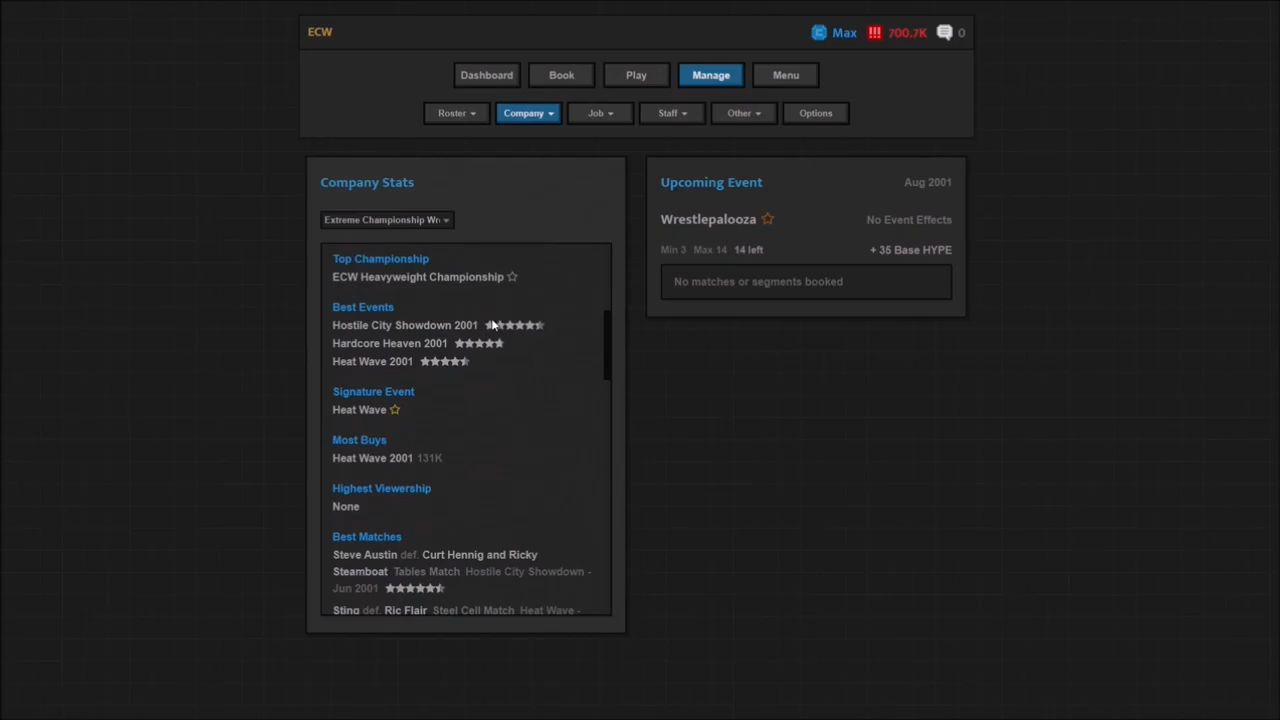 ECW
Max 700.7K 0
Dashboard Book Play Manage Menu
Roster Company Job Staff Other Options
Company Stats
Extreme Championship Wr
Top Championship
ECW Heavyweight Championship
Best Events
Hostile City Showdown 2001
Hardcore Heaven 2001
Heat Wave 2001
Signature Event
Heat Wave
Most Buys
Heat Wave 2001 131K
Highest Viewership
None
Best Matches
Steve Austin def. Curt Hennig and Ricky
Steamboat Tables Match Hostile City Showdown -
Jun 2001
Sting def. Ric Flair Steel Cell Match Heat Wave -
Upcoming Event Aug 2001
Wrestlepalooza No Event Effects
Min 3 Max 14 14 left + 35 Base HYPE
No matches or segments booked